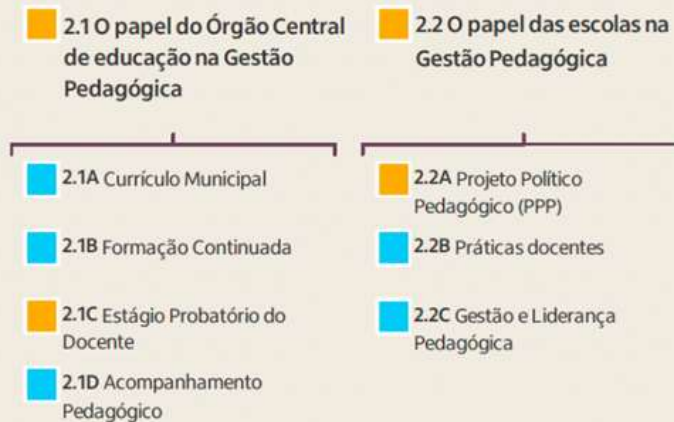 2.1 O papel do Órgão Central
de educação na Gestão
Pedagógica
2.1A Currículo Municipal
2.1B Formação Continuada
2.1C Estágio Probatório do
Docente
2.1D Acompanhamento
Pedagógico
2.2 O papel das escolas na
Gestão Pedagógica
2.2A Projeto Político
Pedagógico (PPP)
2.2B Práticas docentes
2.2C Gestão e Liderança
Pedagógica